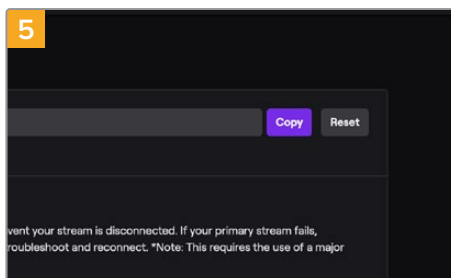 5
Copy Reset
vent your stream is disconnected. If your primary stream fails,
roubleshoot and reconnect. *Note: This requires the use of a major